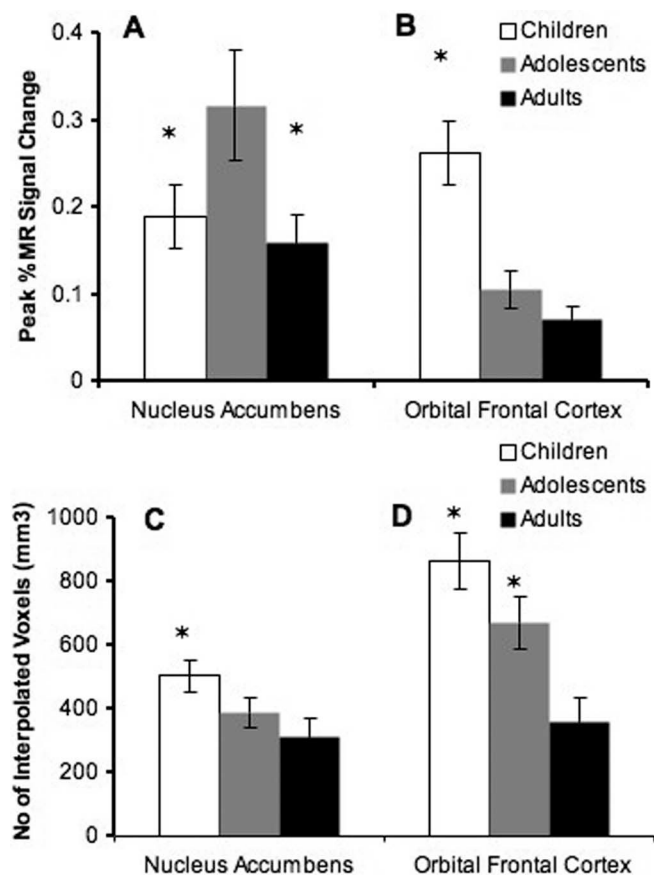 A
B
Children
Adolescents
Adults
*
*
*
Peak %MR Signal Change
0.4
0.3
0.2
0.1
0
Nucleus Accumbens
Orbital Frontal Cortex
C
D
Children
Adolescents
Adults
*
*
*
No of Interpolated Voxels (mm3)
1000
800
600
400
200
0
Nucleus Accumbens
Orbital Frontal Cortex